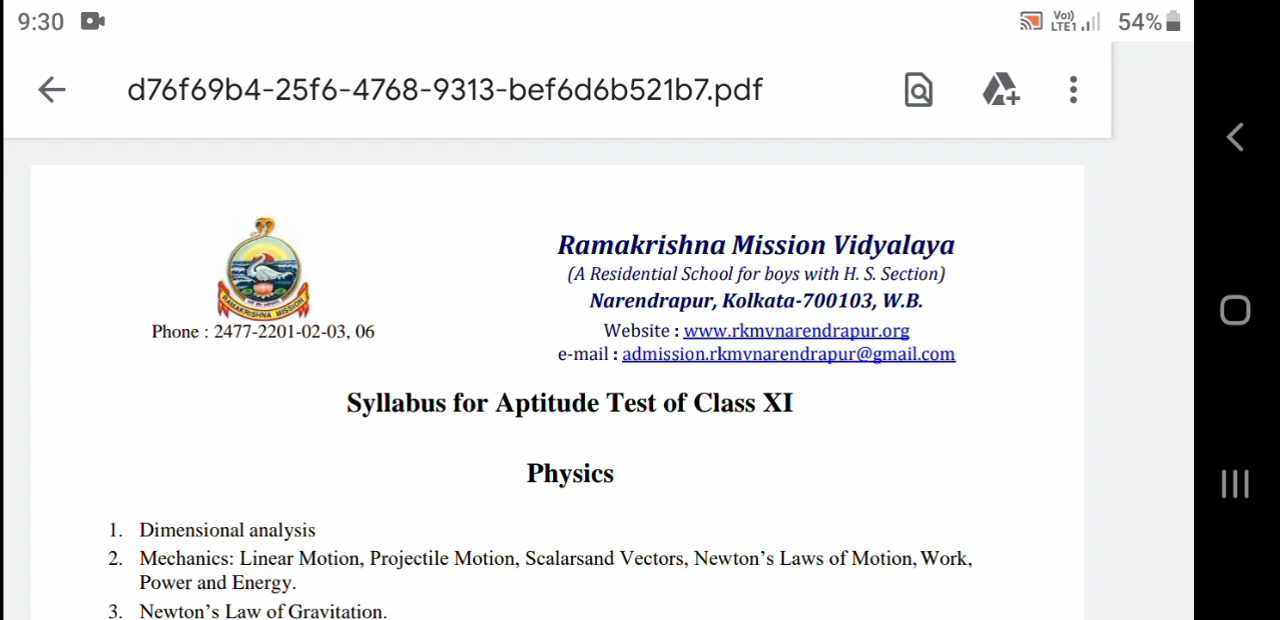 9:30
Vo)) LTE1 54%
d76f69b4-25f6-4768-9313-bef6d6b521b7.pdf
RAMAKRISHNA MISSION
Phone : 2477-2201-02-03, 06
Ramakrishna Mission Vidyalaya
(A Residential School for boys with H. S. Section)
Narendrapur, Kolkata-700103, W.B.
Website : www.rkmvnarendrapur.org
e-mail : admission.rkmvnarendrapur@gmail.com
Syllabus for Aptitude Test of Class XI
Physics
1. Dimensional analysis
2. Mechanics: Linear Motion, Projectile Motion, Scalarsand Vectors, Newton’s Laws of Motion, Work,
Power and Energy.
3. Newton’s Law of Gravitation.